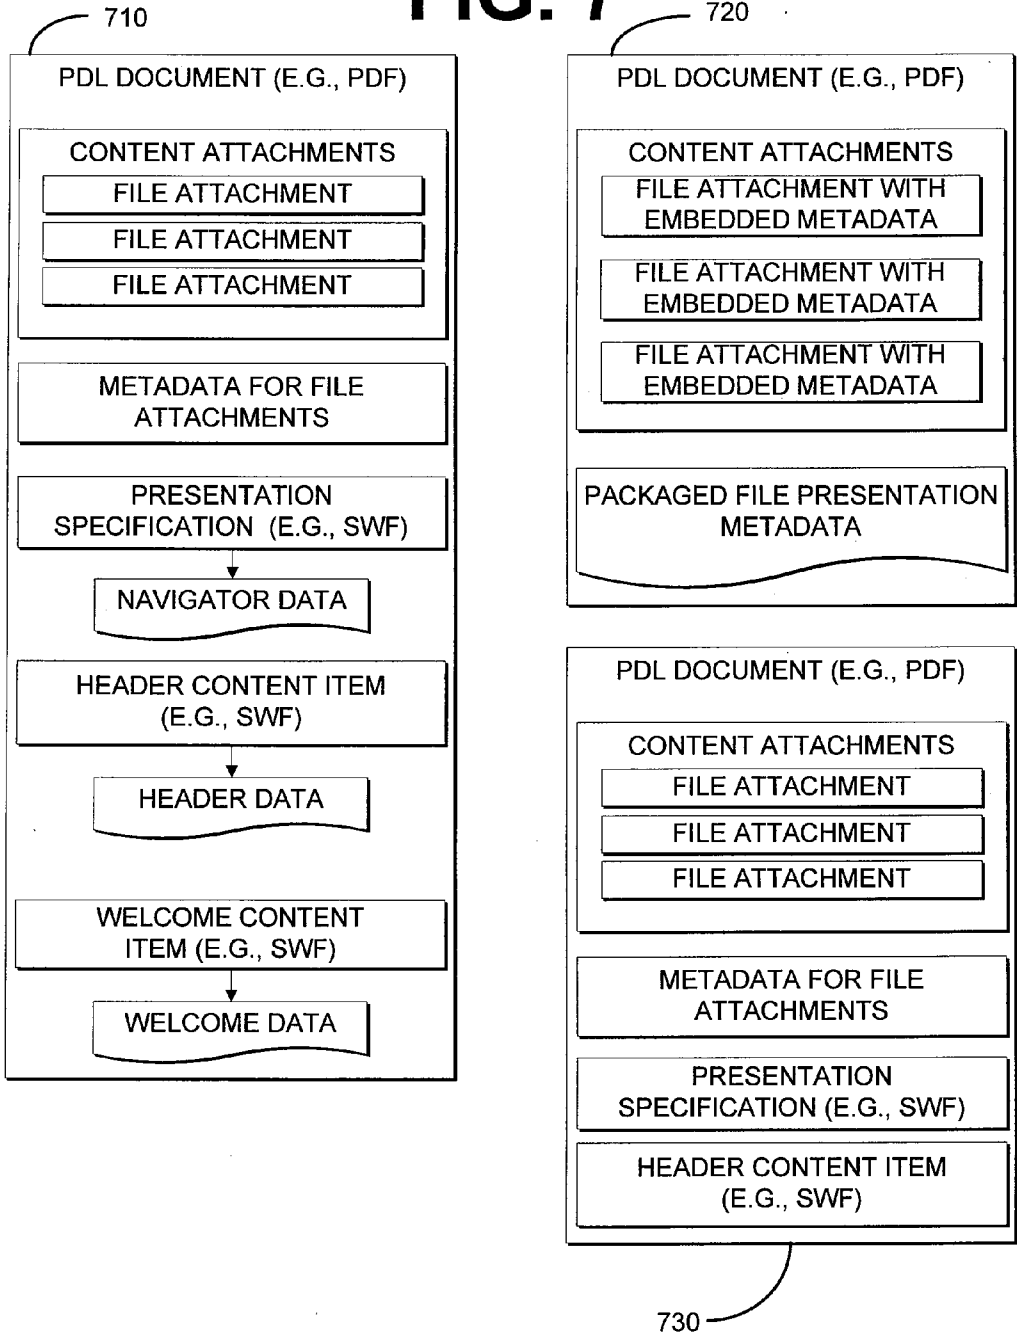 FIG. 7
710
PDL DOCUMENT (E.G., PDF)
CONTENT ATTACHMENTS
FILE ATTACHMENT
FILE ATTACHMENT
FILE ATTACHMENT
METADATA FOR FILE
ATTACHMENTS
PRESENTATION
SPECIFICATION (E.G., SWF)
NAVIGATOR DATA
HEADER CONTENT ITEM
(E.G., SWF)
HEADER DATA
WELCOME CONTENT
ITEM (E.G., SWF)
WELCOME DATA
720
PDL DOCUMENT (E.G., PDF)
CONTENT ATTACHMENTS
FILE ATTACHMENT WITH
EMBEDDED METADATA
FILE ATTACHMENT WITH
EMBEDDED METADATA
FILE ATTACHMENT WITH
EMBEDDED METADATA
PACKAGED FILE PRESENTATION
METADATA
PDL DOCUMENT (E.G., PDF)
CONTENT ATTACHMENTS
FILE ATTACHMENT
FILE ATTACHMENT
FILE ATTACHMENT
METADATA FOR FILE
ATTACHMENTS
PRESENTATION
SPECIFICATION (E.G., SWF)
HEADER CONTENT ITEM
(E.G., SWF)
730